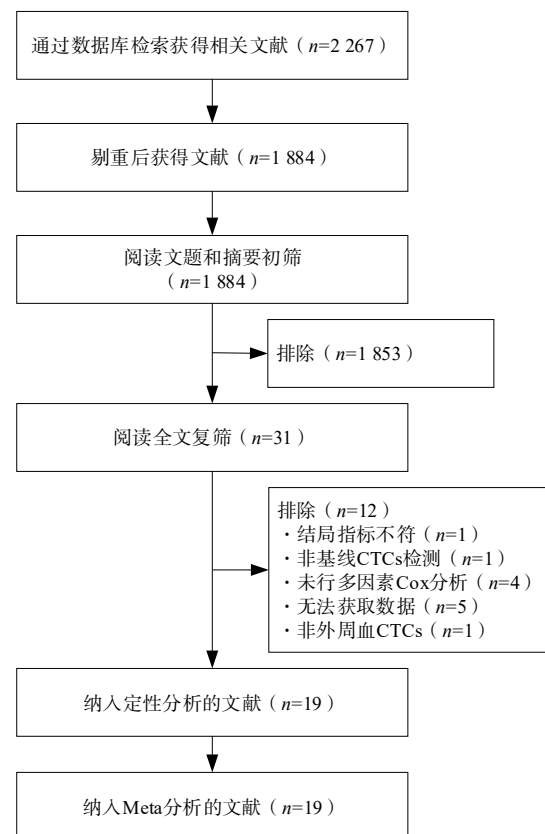 通过数据库检索获得相关文献（n=2 267）
剔重后获得文献（n=1 884）
阅读文题和摘要初筛
（n=1 884）
排除（n=1 853）
阅读全文复筛（n=31）
排除（n=12）
·结局指标不符（n=1）
·非基线CTCs检测（n=1）
·未行多因素Cox分析（n=4）
·无法获取数据（n=5）
·非外周血CTCs（n=1）
纳入定性分析的文献（n=19）
纳入Meta分析的文献（n=19）